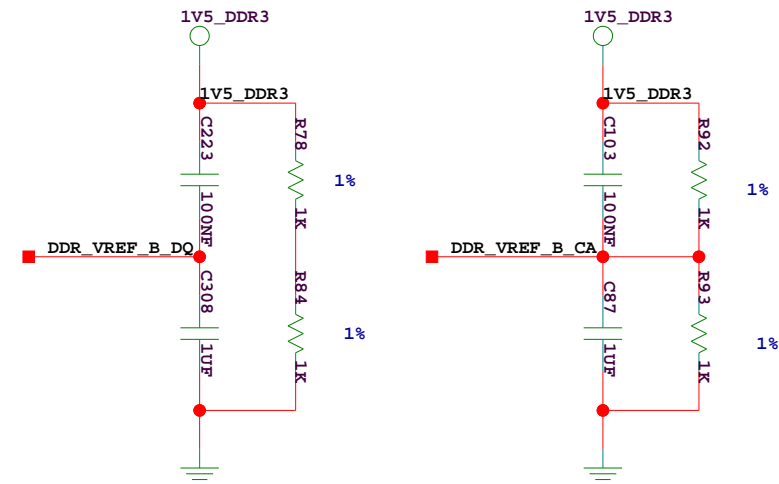 1V5_DDR3
1V5_DDR3
C223
R78
1%
100NF
1K
DDR_VREF_B_DQ
C308
R84
1%
1UF
1K
1V5_DDR3
1V5_DDR3
C103
R92
1%
100NF
1K
DDR_VREF_B_CA
C87
R93
1%
1UF
1K